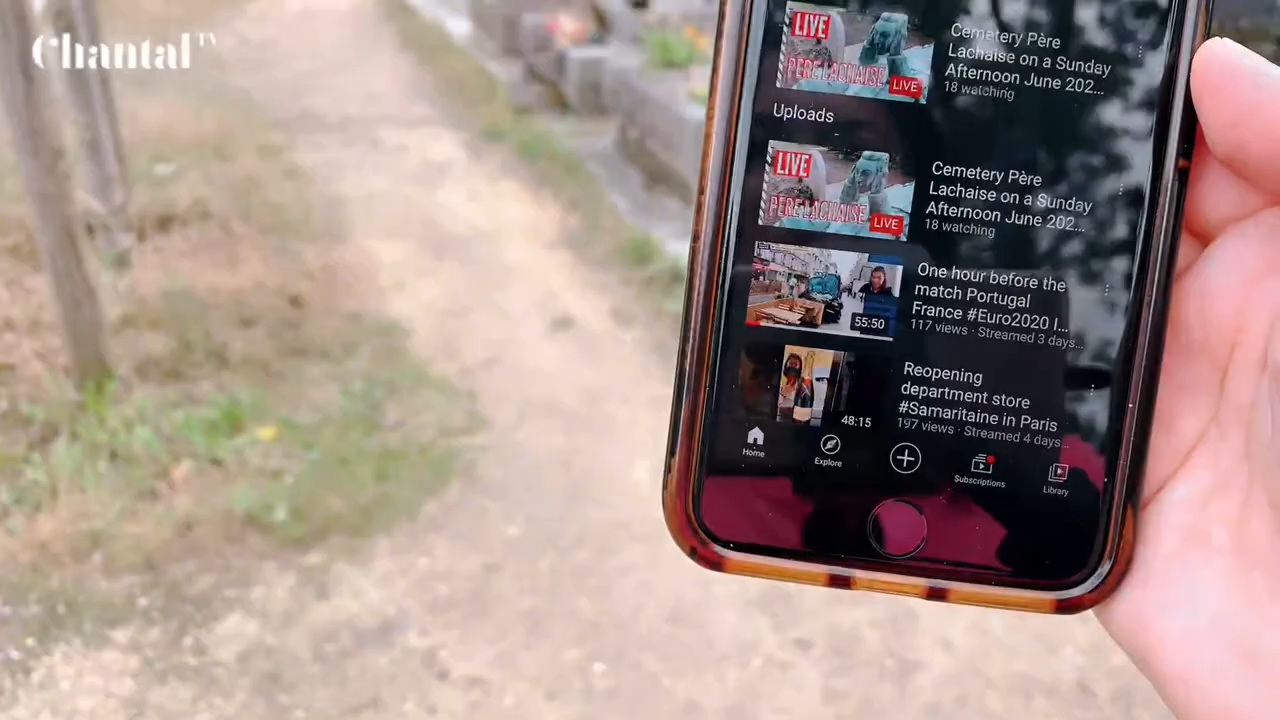 Chantal TV
LIVE
PÈRE LACHAISE
LIVE
Cemetery Père
Lachaise on a Sunday
Afternoon June 202...
18 watching
Uploads
LIVE
PÈRE LACHAISE
LIVE
Cemetery Père
Lachaise on a Sunday
Afternoon June 202...
18 watching
55:50
One hour before the
match Portugal
France #Euro2020 I...
117 views · Streamed 3 days...
48:15
Reopening
department store
#Samaritaine in Paris
197 views · Streamed 4 days...
Home
Explore
Subscriptions
Library